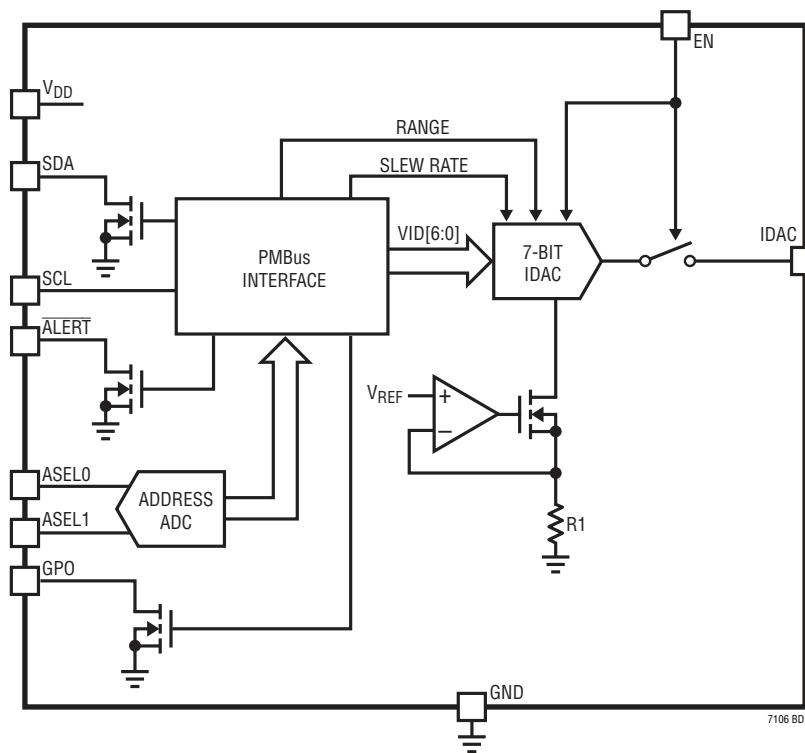 EN
VDD
SDA
RANGE
SLEW RATE
VID[6:0]
7-BIT
IDAC
IDAC
PMBus
INTERFACE
SCL
ALERT
VREF
+
–
ASEL0
ADDRESS
ADC
ASEL1
R1
GPO
GND
7106 BD